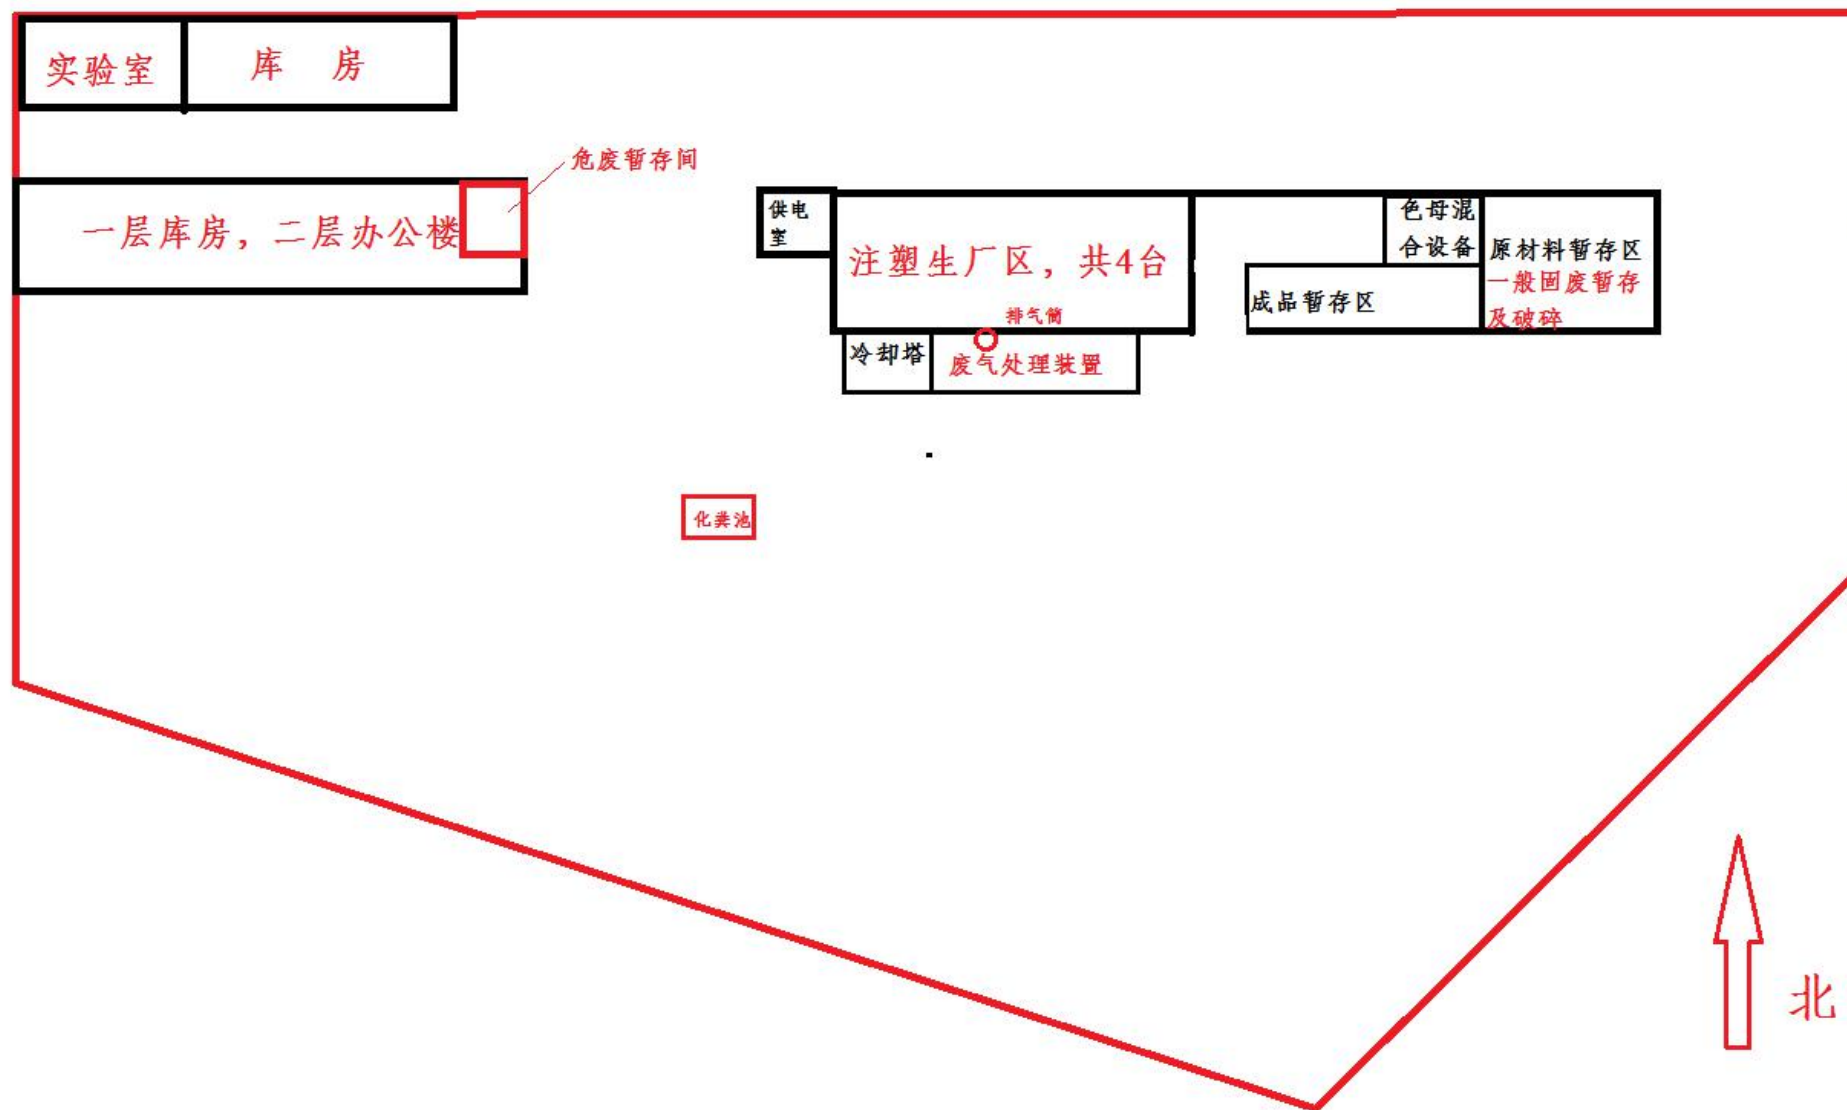 实验室
库 房
危废暂存间
一层库房，二层办公楼
供电
室
注塑生厂区，共4台
排气筒
色母混
合设备
成品暂存区
原材料暂存区
一般固废暂存
及破碎
冷却塔
废气处理装置
化粪池
北